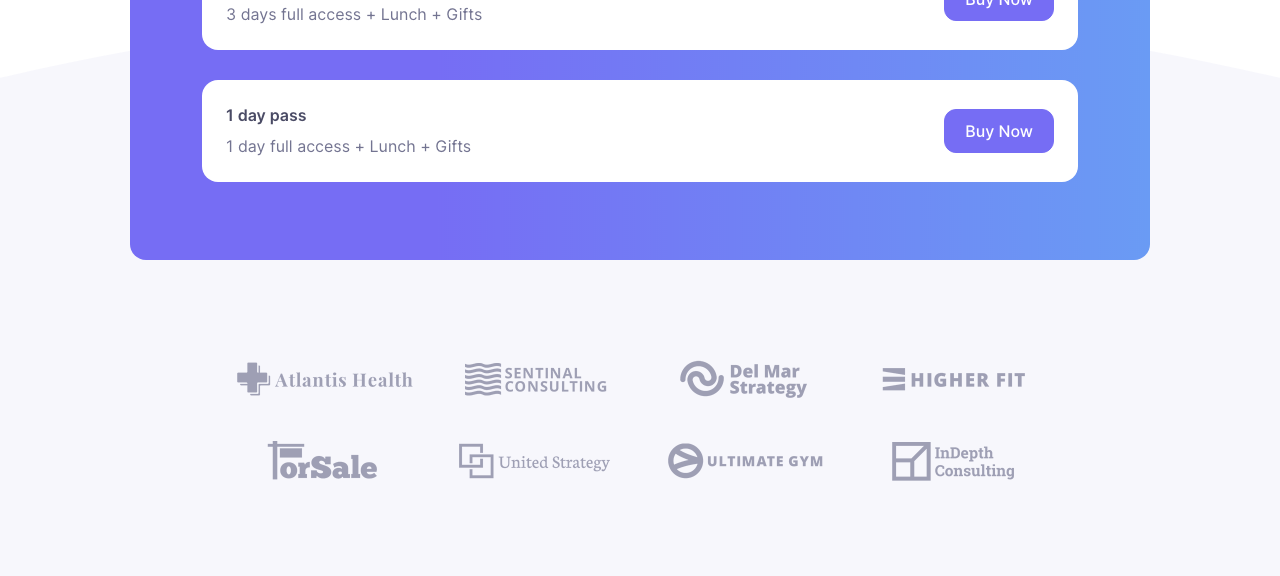 3 days full access + Lunch + Gifts
Buy Now
1 day pass
1 day full access + Lunch + Gifts
Buy Now
Atlantis Health
SENTINAL
CONSULTING
Del Mar
Strategy
HIGHER FIT
forSale
United Strategy
ULTIMATE GYM
InDepth
Consulting